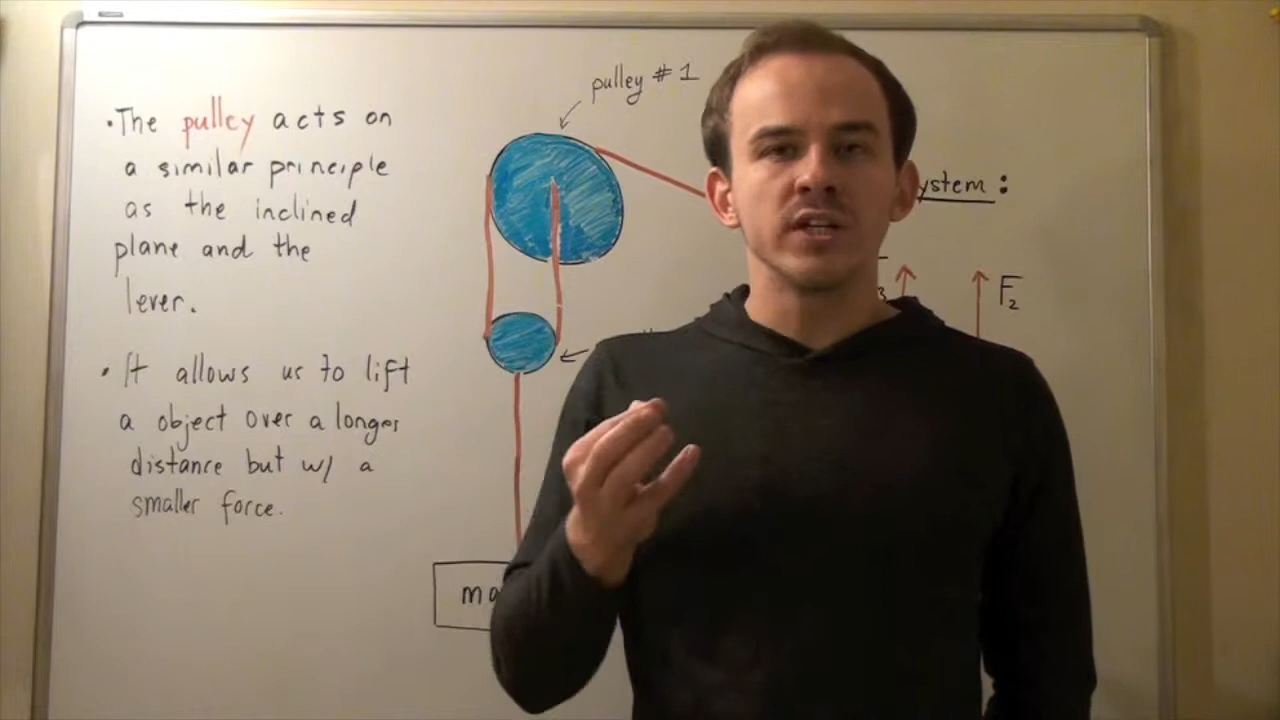 •The pulley acts on
a similar principle
as the inclined
plane and the
lever.
• It allows us to lift
a object over a longer
distance but w/ a
smaller force.
pulley # 1
ystem :
F2
ma